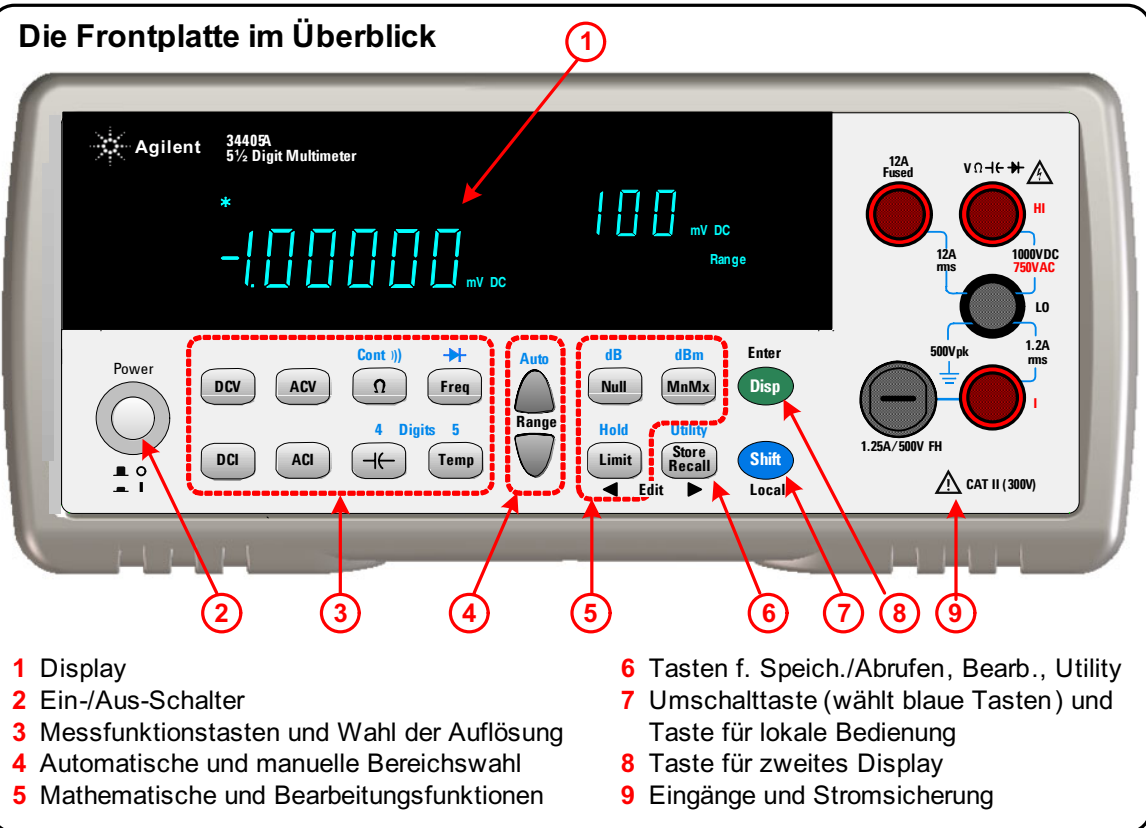 Die Frontplatte im Überblick
1
Agilent
34405A
5½ Digit Multimeter
*
-1.00000 mV DC
100 mV DC
Range
12A
Fused
V Ω
HI
12A
rms
1000VDC
750VAC
LO
500Vpk
1.2A
rms
I
1.25A/500V FH
CAT II (300V)
Power
O
I
Cont
DCV ACV Ω Freq
4 Digits 5
DCI ACI Temp
Auto
Range
dB dBm
Null MnMx
Hold Utility
Limit Store
Recall
Edit
Enter
Disp
Shift
Local
2 3 4 5 6 7 8 9
1 Display
2 Ein-/Aus-Schalter
3 Messfunktionstasten und Wahl der Auflösung
4 Automatische und manuelle Bereichswahl
5 Mathematische und Bearbeitungsfunktionen
6 Tasten f. Speich./Abrufen, Bearb., Utility
7 Umschalttaste (wählt blaue Tasten) und
Taste für lokale Bedienung
8 Taste für zweites Display
9 Eingänge und Stromsicherung